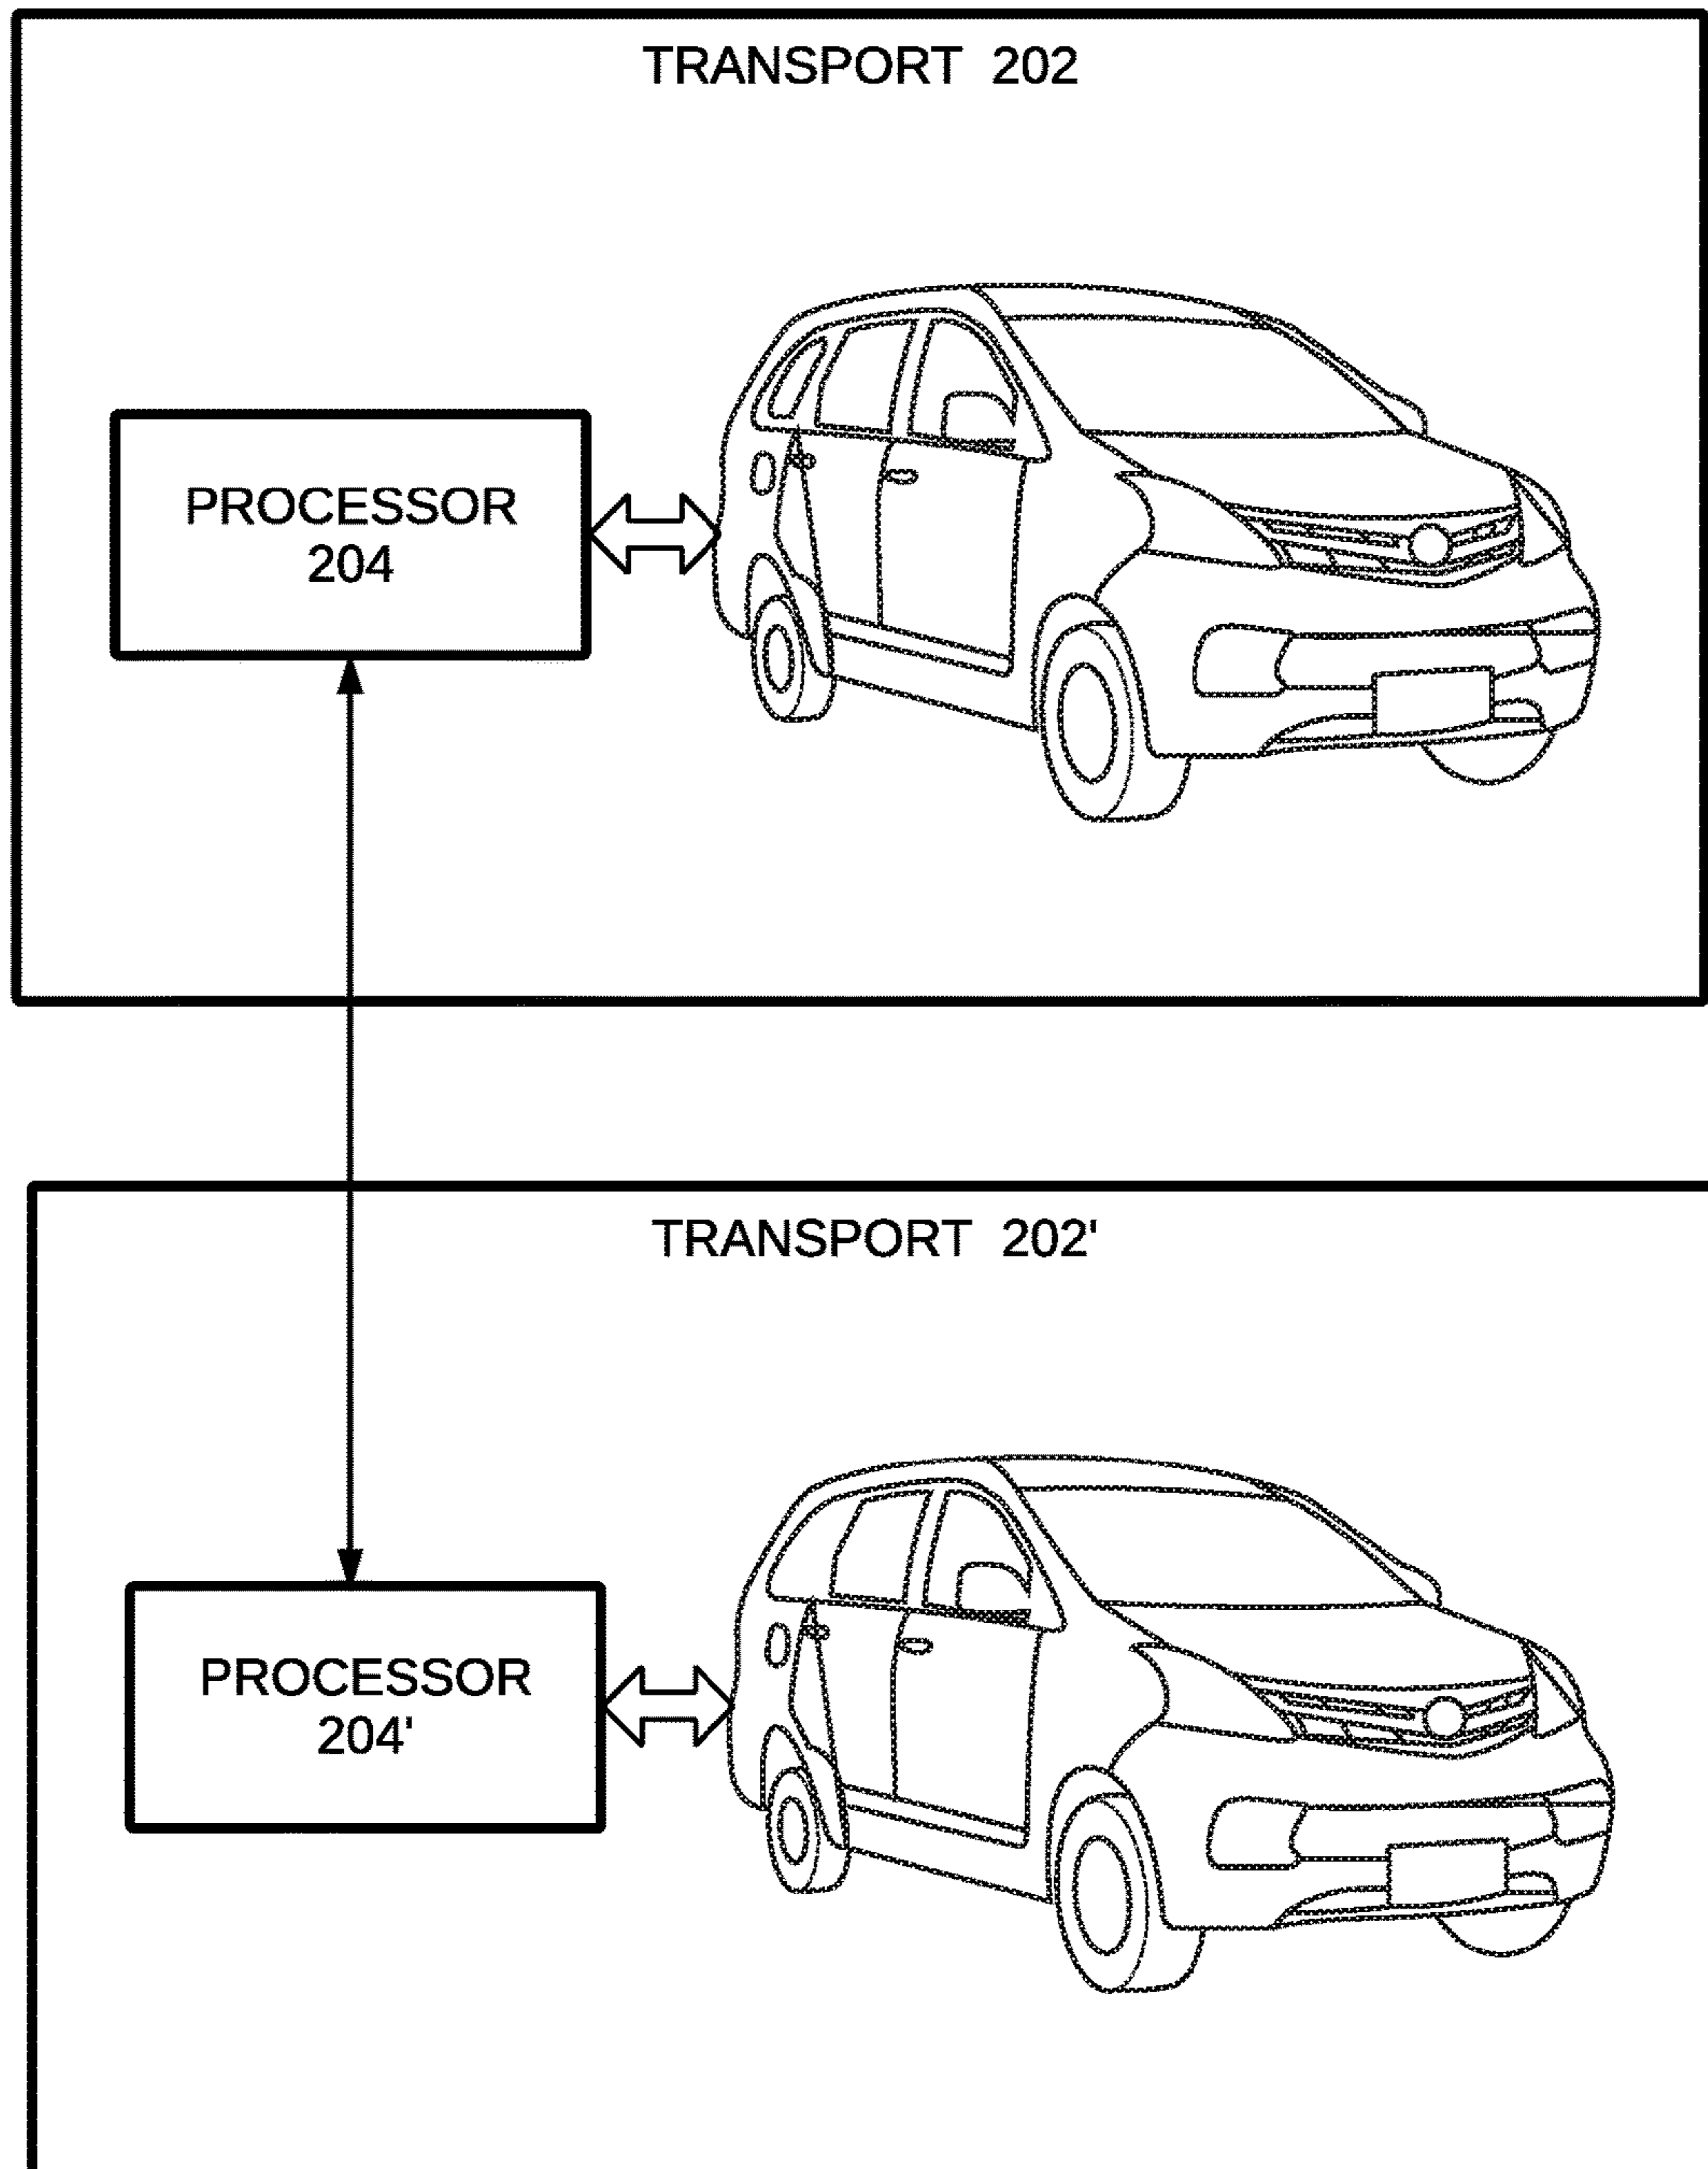 TRANSPORT 202
PROCESSOR
204
TRANSPORT 202'
PROCESSOR
204'